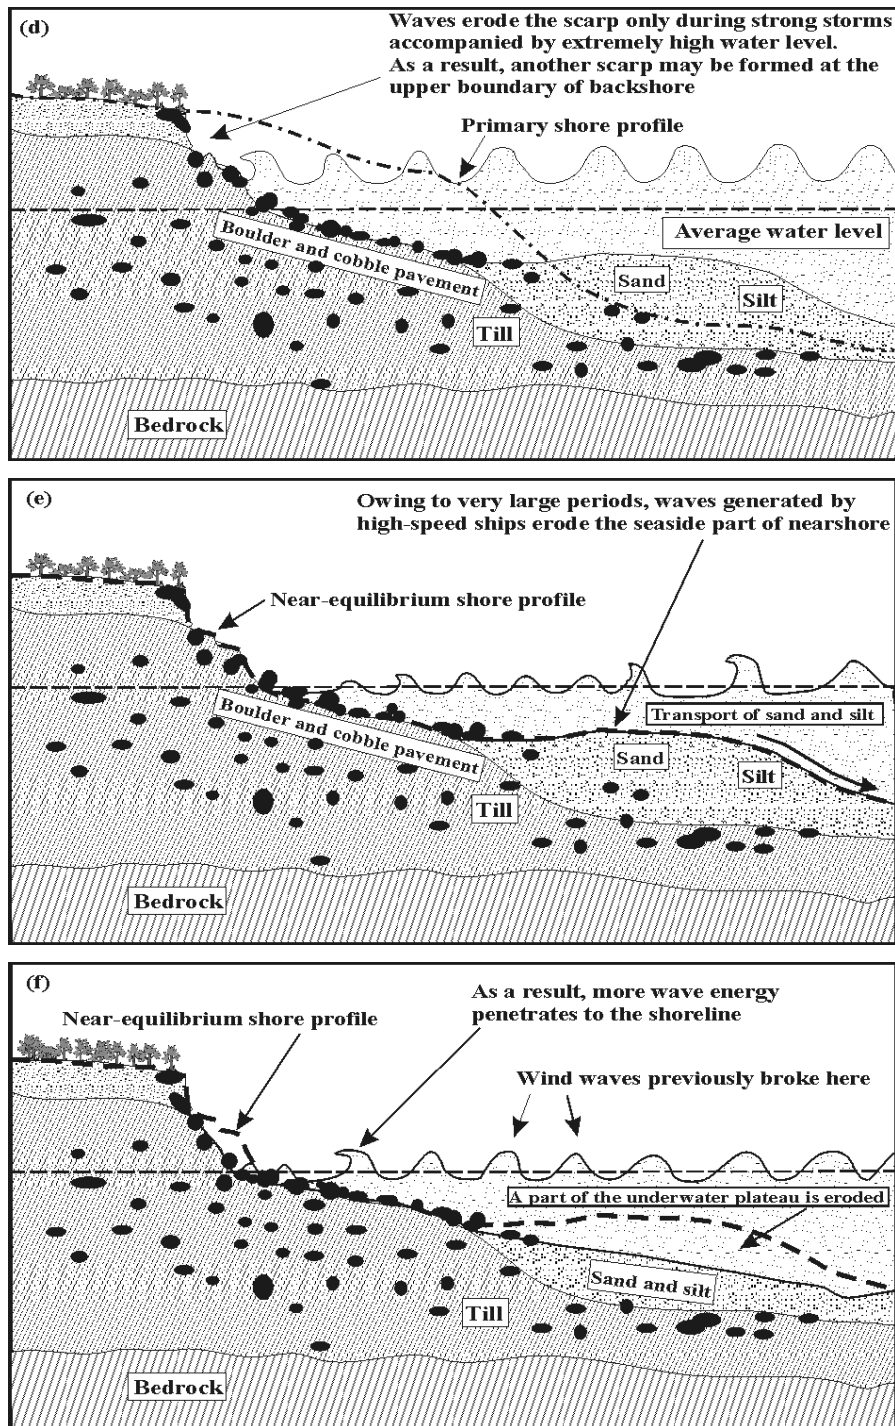 (d)
Waves erode the scarp only during strong storms
accompanied by extremely high water level.
As a result, another scarp may be formed at the
upper boundary of backshore
Primary shore profile
Average water level
Boulder and cobble pavement
Sand
Silt
Till
Bedrock
(e)
Owing to very large periods, waves generated by
high-speed ships erode the seaside part of nearshore
Near-equilibrium shore profile
Transport of sand and silt
Boulder and cobble pavement
Sand
Silt
Till
Bedrock
(f)
As a result, more wave energy
penetrates to the shoreline
Near-equilibrium shore profile
Wind waves previously broke here
A part of the underwater plateau is eroded
Sand and silt
Till
Bedrock